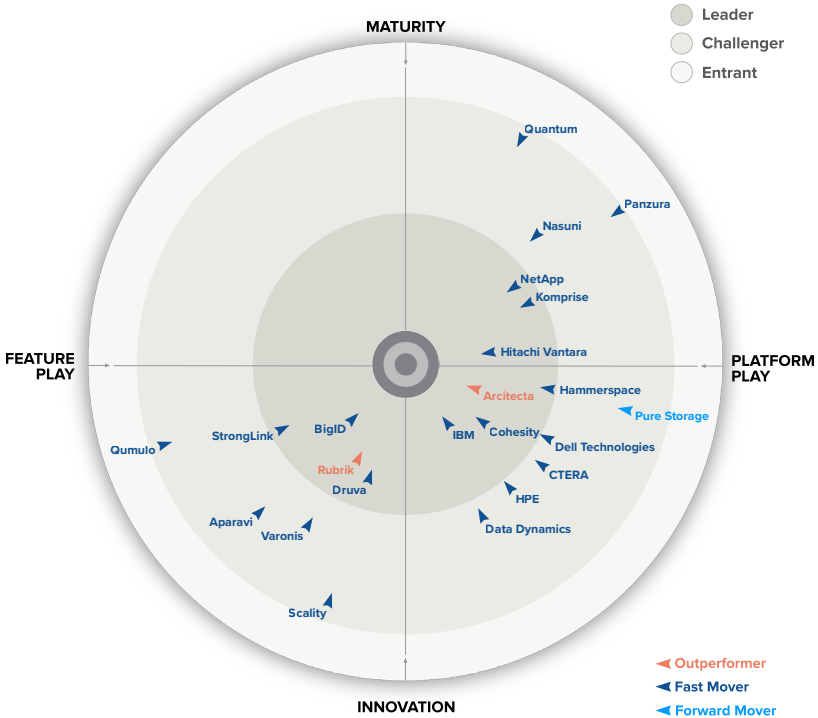 MATURITY
Leader
Challenger
Entrant
Quantum
Panzura
Nasuni
NetApp
Komprise
Hitachi Vantara
FEATURE
PLAY
PLATFORM
PLAY
Arcitecta
Hammerspace
Pure Storage
BigID
StrongLink
Qumulo
IBM
Cohesity
Dell Technologies
Rubrik
CTERA
Druva
HPE
Aparavi
Varonis
Data Dynamics
Scality
Outperformer
Fast Mover
Forward Mover
INNOVATION